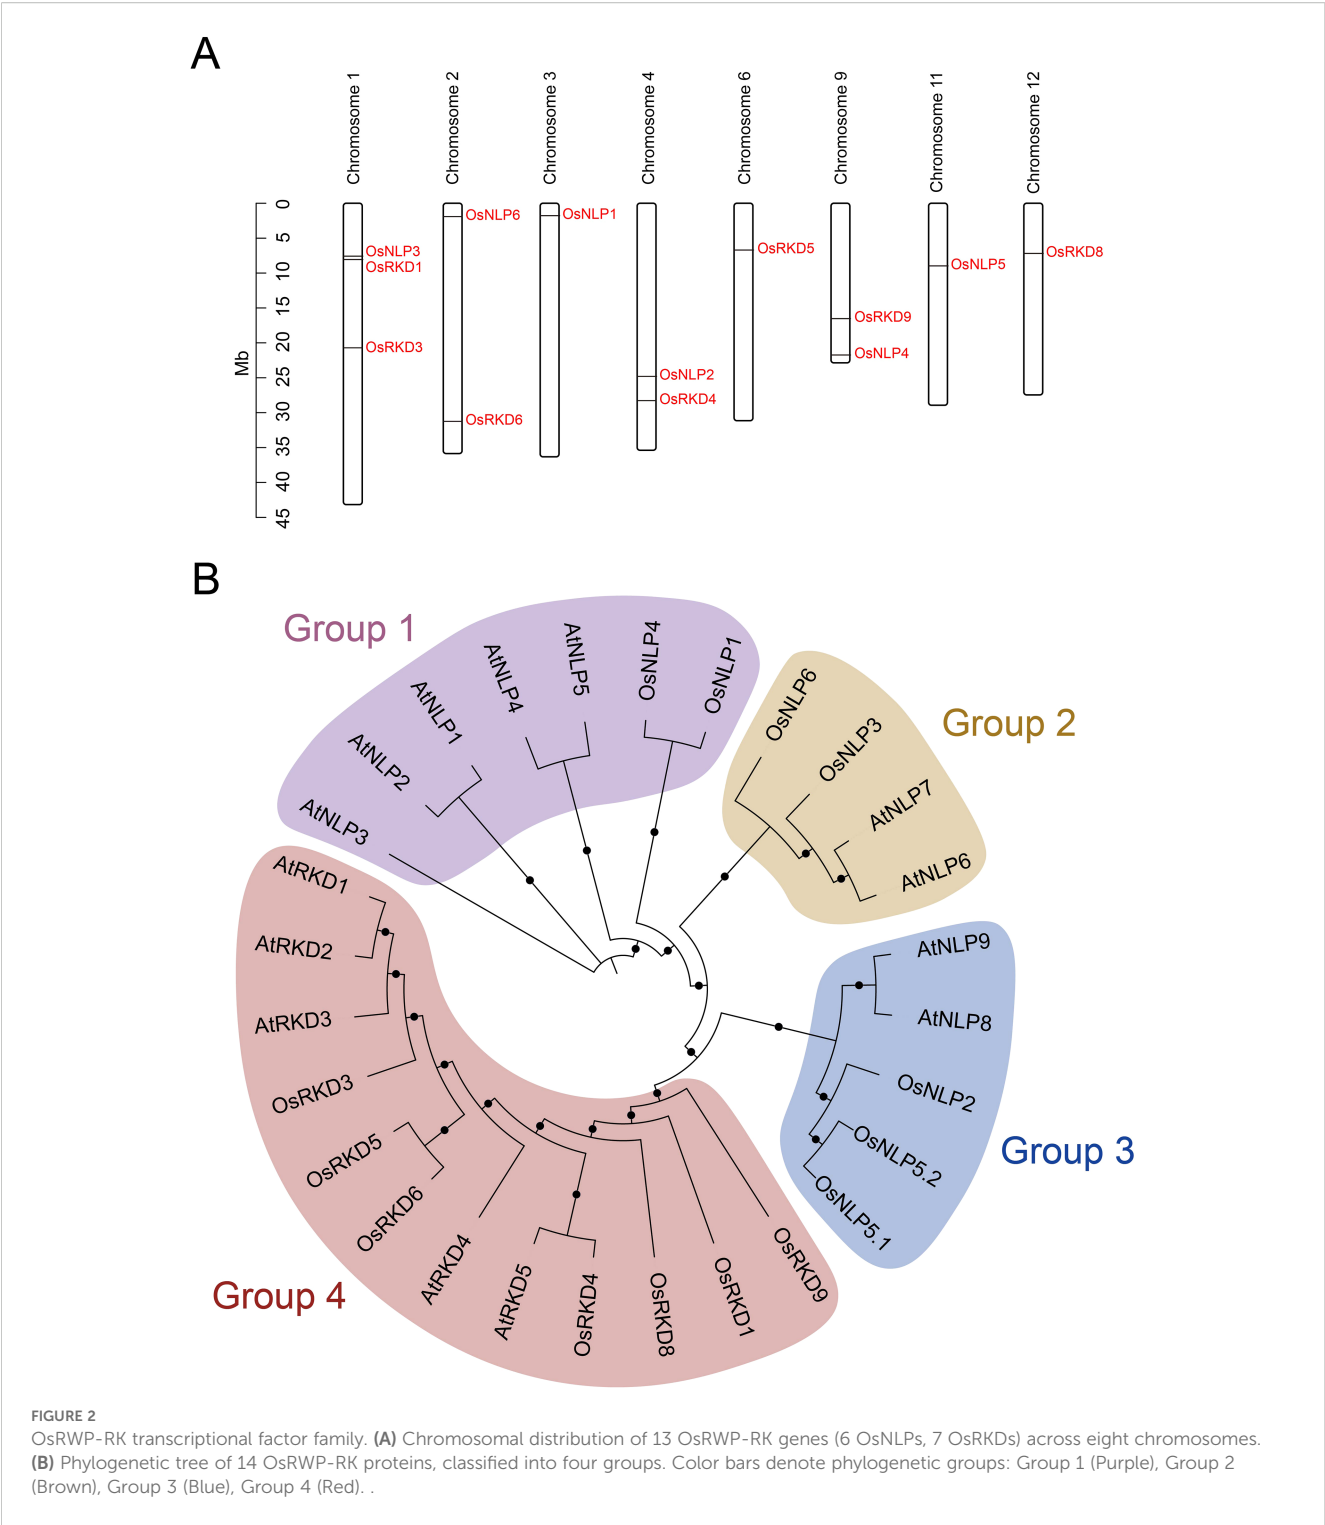 A
Chromosome 1
Chromosome 2
Chromosome 3
Chromosome 4
Chromosome 6
Chromosome 9
Chromosome 11
Chromosome 12
Mb
0
5
10
15
20
25
30
35
40
45
OsNLP3
OsRKD1
OsRKD3
OsNLP6
OsRKD6
OsNLP1
OsNLP2
OsRKD4
OsRKD5
OsRKD9
OsNLP4
OsNLP5
OsRKD8
B
Group 1
AtNLP3
AtNLP2
AtNLP1
AtNLP4
AtNLP5
OsNLP4
OsNLP1
Group 2
OsNLP6
OsNLP3
AtNLP7
AtNLP6
Group 3
AtNLP9
AtNLP8
OsNLP2
OsNLP5.2
OsNLP5.1
Group 4
AtRKD1
AtRKD2
AtRKD3
OsRKD3
OsRKD5
OsRKD6
AtRKD4
AtRKD5
OsRKD4
OsRKD8
OsRKD1
OsRKD9
FIGURE 2
OsRWP-RK transcriptional factor family. (A) Chromosomal distribution of 13 OsRWP-RK genes (6 OsNLPs, 7 OsRKDs) across eight chromosomes.
(B) Phylogenetic tree of 14 OsRWP-RK proteins, classified into four groups. Color bars denote phylogenetic groups: Group 1 (Purple), Group 2
(Brown), Group 3 (Blue), Group 4 (Red). .